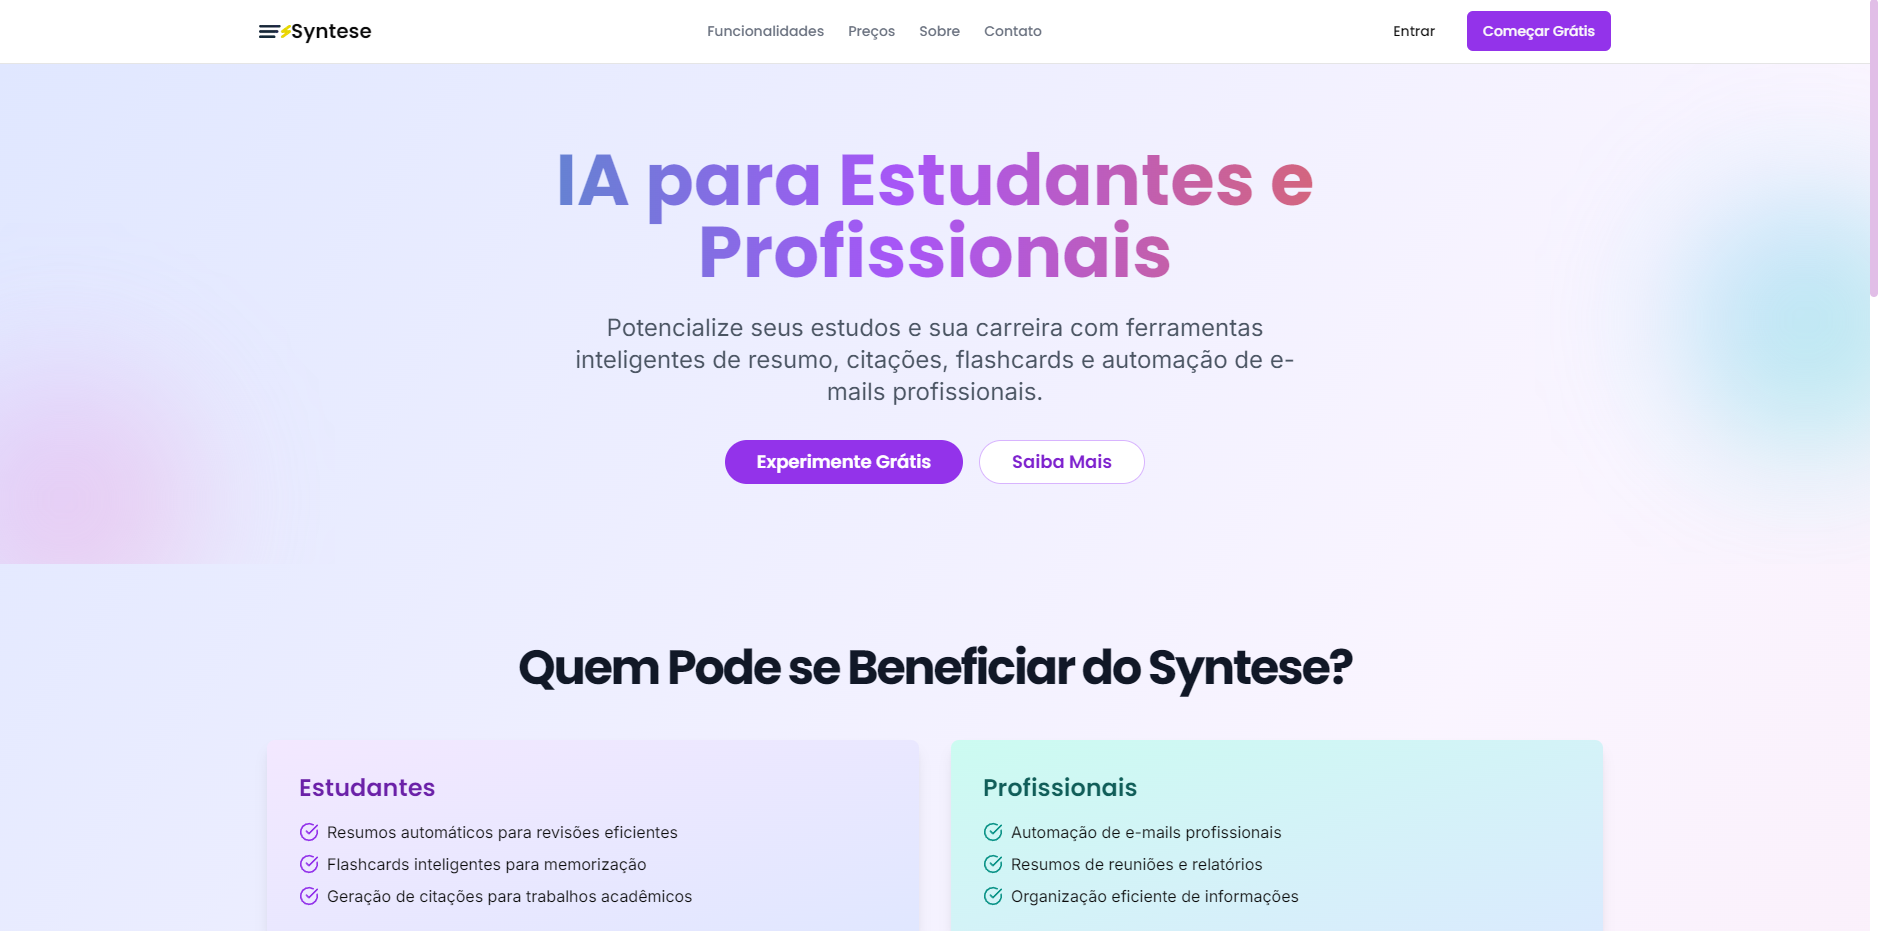 Syntese
Funcionalidades Preços Sobre Contato
Entrar
Começar Grátis
IA para Estudantes e
Profissionais
Potencialize seus estudos e sua carreira com ferramentas
inteligentes de resumo, citações, flashcards e automação de e-
mails profissionais.
Experimente Grátis
Saiba Mais
Quem Pode se Beneficiar do Syntese?
Estudantes
Resumos automáticos para revisões eficientes
Flashcards inteligentes para memorização
Geração de citações para trabalhos acadêmicos
Profissionais
Automação de e-mails profissionais
Resumos de reuniões e relatórios
Organização eficiente de informações